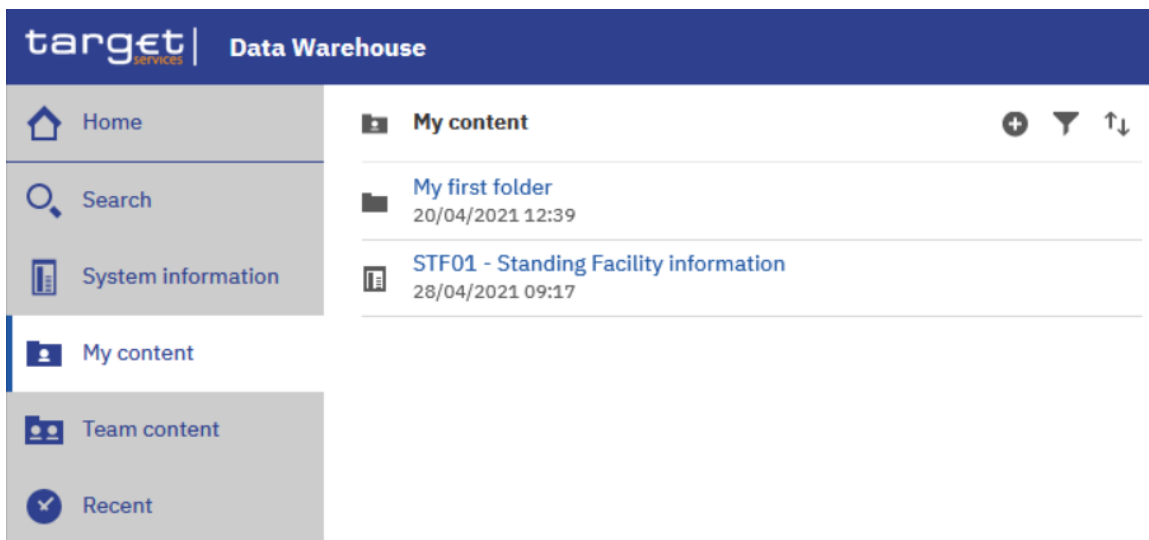 target services Data Warehouse
Home
Search
System information
My content
Team content
Recent
My content
My first folder
20/04/2021 12:39
STF01 - Standing Facility information
28/04/2021 09:17